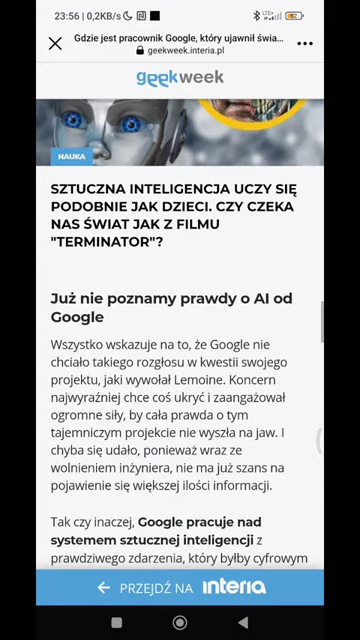 23:56 | 0,2KB/s
Gdzie jest pracownik Google, który ujawnił świa...
geekweek.interia.pl
geekweek
NAUKA
SZTUCZNA INTELIGENCJA UCZY SIĘ
PODOBNIE JAK DZIECI. CZY CZEKA
NAS ŚWIAT JAK Z FILMU
"TERMINATOR"?
Już nie poznamy prawdy o AI od
Google
Wszystko wskazuje na to, że Google nie
chciało takiego rozgłosu w kwestii swojego
projektu, jaki wywołał Lemoine. Koncern
najwyraźniej chce coś ukryć i zaangażował
ogromne siły, by cała prawda o tym
tajemniczym projekcie nie wyszła na jaw. I
chyba się udało, ponieważ wraz ze
wolnieniem inżyniera, nie ma już szans na
pojawienie się większej ilości informacji.
Tak czy inaczej, Google pracuje nad
systemem sztucznej inteligencji z
prawdziwego zdarzenia, który byłby cyfrowym
PRZEJDŹ NA interia